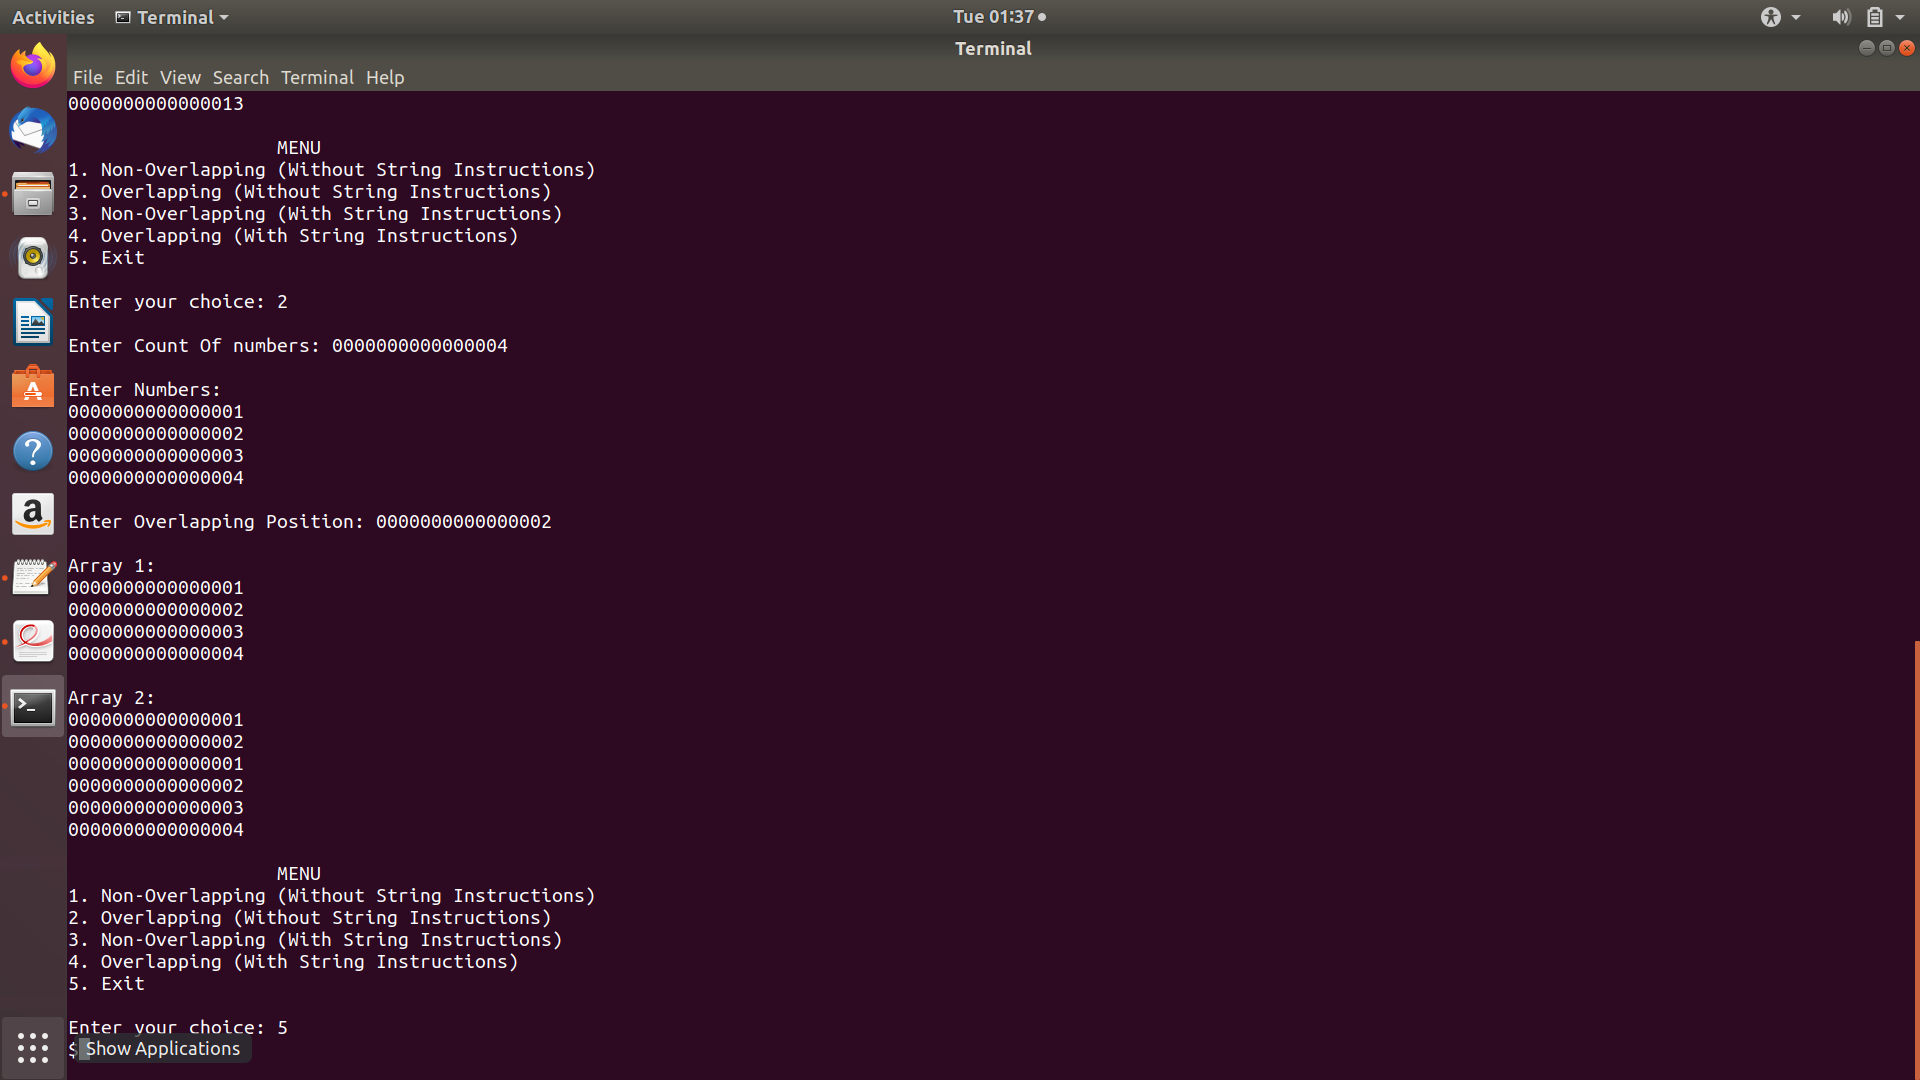 Activities Terminal Tue 01:37
Terminal
File Edit View Search Terminal Help
0000000000000013
MENU
1. Non-Overlapping (Without String Instructions)
2. Overlapping (Without String Instructions)
3. Non-Overlapping (With String Instructions)
4. Overlapping (With String Instructions)
5. Exit
Enter your choice: 2
Enter Count Of numbers: 0000000000000004
Enter Numbers:
0000000000000001
0000000000000002
0000000000000003
0000000000000004
Enter Overlapping Position: 0000000000000002
Array 1:
0000000000000001
0000000000000002
0000000000000003
0000000000000004
Array 2:
0000000000000001
0000000000000002
0000000000000001
0000000000000002
0000000000000003
0000000000000004
MENU
1. Non-Overlapping (Without String Instructions)
2. Overlapping (Without String Instructions)
3. Non-Overlapping (With String Instructions)
4. Overlapping (With String Instructions)
5. Exit
Enter your choice: 5
$ Show Applications